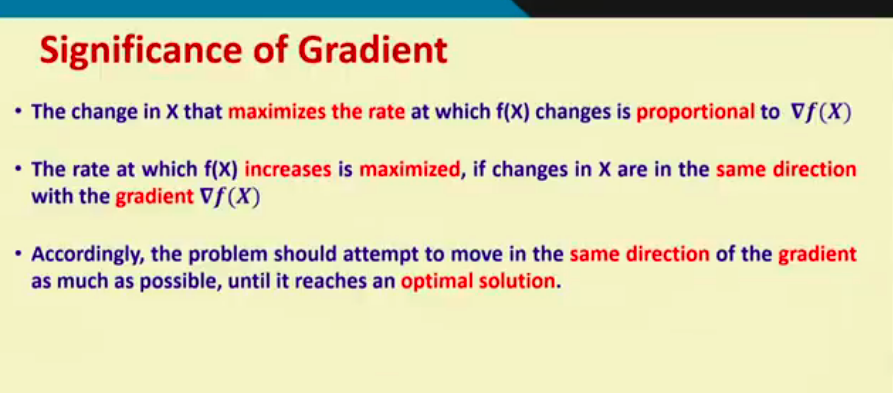 Significance of Gradient
• The change in X that maximizes the rate at which f(X) changes is proportional to ∇f(X)
• The rate at which f(X) increases is maximized, if changes in X are in the same direction
with the gradient ∇f(X)
• Accordingly, the problem should attempt to move in the same direction of the gradient
as much as possible, until it reaches an optimal solution.